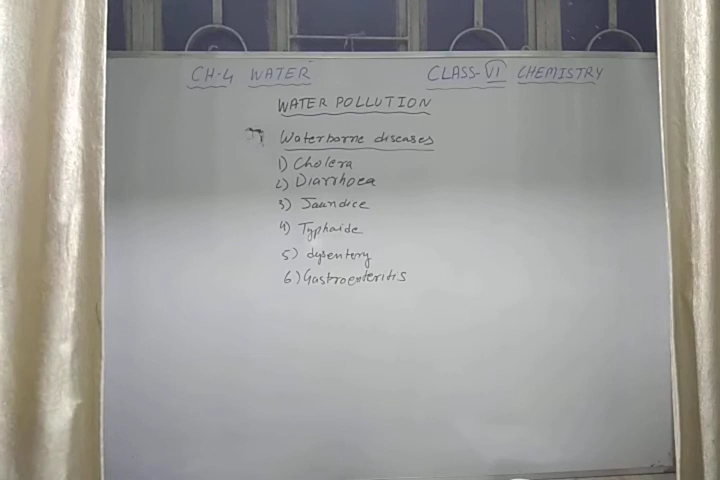 CH-4 WATER CLASS-VI CHEMISTRY
WATER POLLUTION
Waterborne diseases
1) Cholera
2) Diarrhoea
3) Jaundice
4) Typhaide
5) dysentery
6) Gastroenteritis